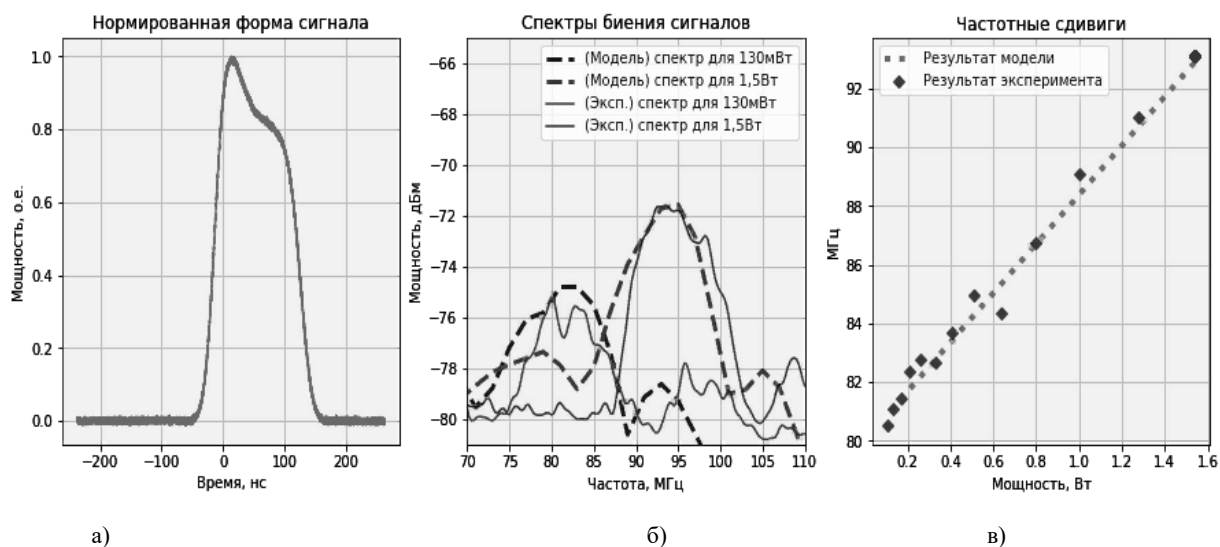 Нормированная форма сигнала
Мощность, о.е.
1.0
0.8
0.6
0.4
0.2
0.0
−200
−100
0
100
200
Время, нс
а)
Спектры биения сигналов
(Модель) спектр для 130мВт
(Модель) спектр для 1,5Вт
(Эксп.) спектр для 130мВт
(Эксп.) спектр для 1,5Вт
Мощность, дБм
−66
−68
−70
−72
−74
−76
−78
−80
70
75
80
85
90
95
100
105
110
Частота, МГц
б)
Частотные сдивиги
Результат модели
Результат эксперимента
МГц
92
90
88
86
84
82
80
0.2
0.4
0.6
0.8
1.0
1.2
1.4
1.6
Мощность, Вт
в)